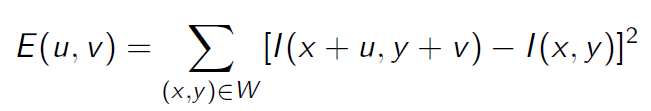 E(u, v) = ∑ [I(x + u, y + v) − I(x, y)]²
(x,y)∈W